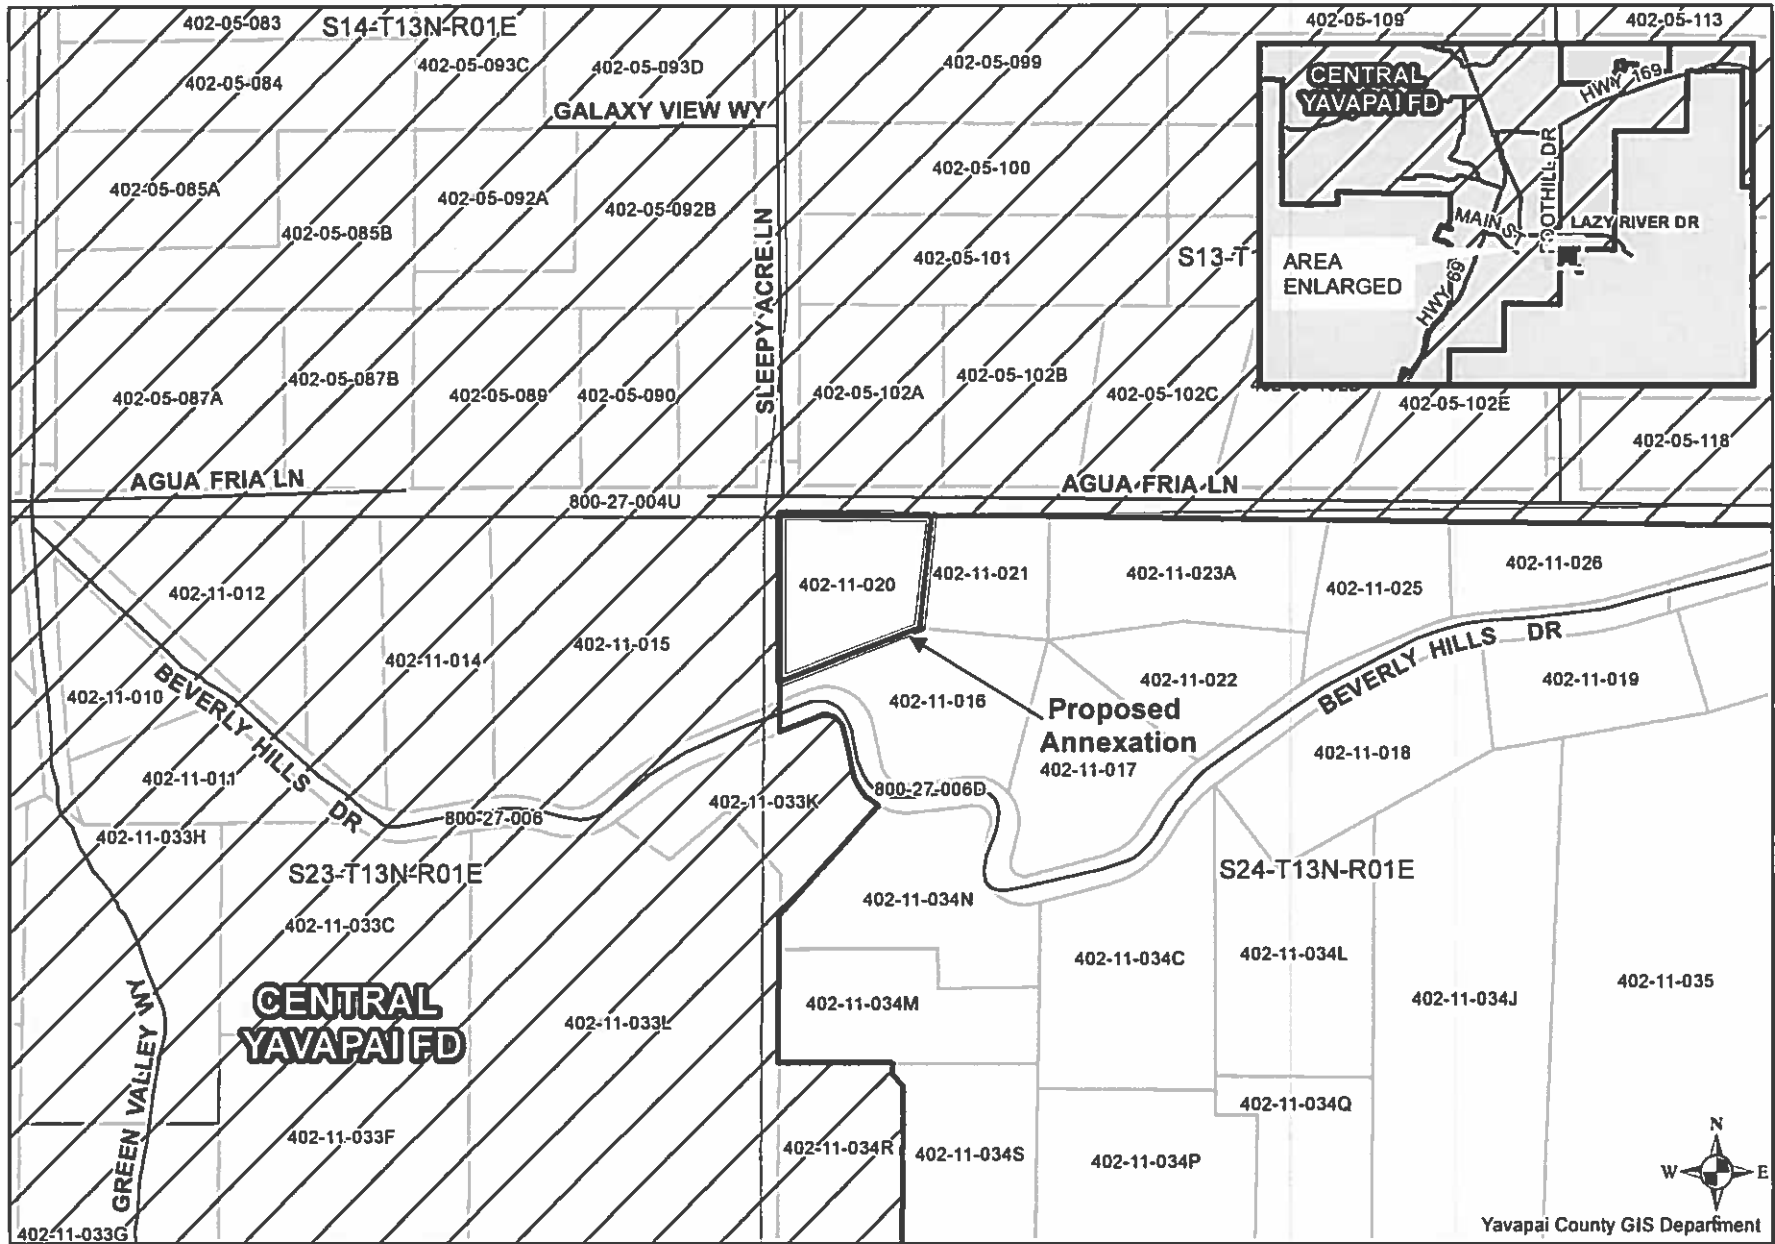 402-05-083
S14-T13N-R01E
402-05-109
402-05-113
402-05-093C
402-05-093D
402-05-099
402-05-084
GALAXY VIEW WY
CENTRAL
YAVAPAI FD
HWY 169
402-05-085A
402-05-092A
402-05-092B
402-05-100
402-05-085B
SLEEPY ACRE LN
402-05-101
S13-T
FOOTHILL DR
MAIN ST
LAZY RIVER DR
AREA
ENLARGED
HWY 69
402-05-087A
402-05-087B
402-05-089
402-05-090
402-05-102A
402-05-102B
402-05-102C
402-05-102E
402-05-118
AGUA FRIA LN
800-27-004U
AGUA FRIA LN
402-11-012
402-11-020
402-11-021
402-11-023A
402-11-025
402-11-026
402-11-014
402-11-015
402-11-010
BEVERLY HILLS DR
402-11-016
402-11-022
BEVERLY HILLS DR
402-11-019
Proposed
Annexation
402-11-017
402-11-018
402-11-011
402-11-033K
800-27-006D
800-27-006
402-11-033H
S23-T13N-R01E
S24-T13N-R01E
402-11-034N
402-11-033C
402-11-034C
402-11-034L
402-11-035
CENTRAL
YAVAPAI FD
402-11-033L
402-11-034M
402-11-034J
GREEN VALLEY WY
402-11-033F
402-11-034R
402-11-034S
402-11-034P
402-11-034Q
402-11-033G
N
W
E
S
Yavapai County GIS Department